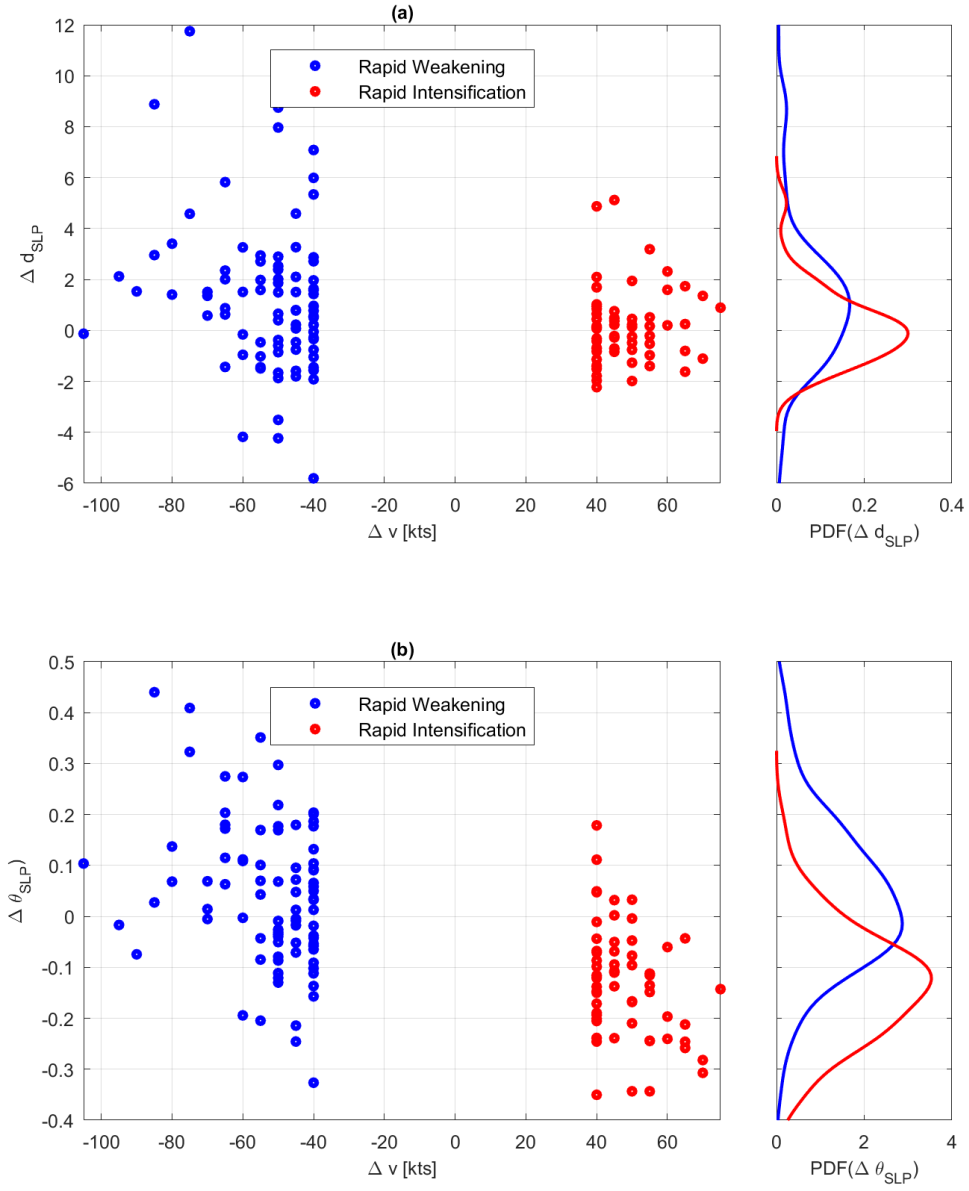 (a)
12
10
8
6
4
2
0
-2
-4
-6
Δ d_SLP
Rapid Weakening
Rapid Intensification
-100 -80 -60 -40 -20 0 20 40 60
Δ v [kts]
0 0.2 0.4
PDF(Δ d_SLP)
(b)
0.5
0.4
0.3
0.2
0.1
0
-0.1
-0.2
-0.3
-0.4
Δ θ_SLP)
Rapid Weakening
Rapid Intensification
-100 -80 -60 -40 -20 0 20 40 60
Δ v [kts]
0 2 4
PDF(Δ θ_SLP)